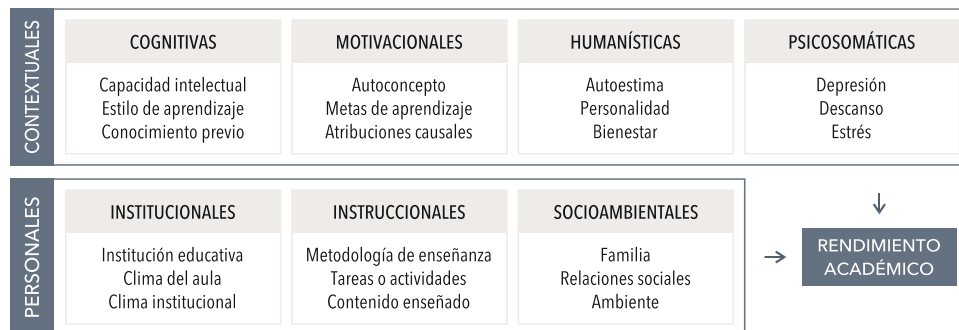 CONTEXTUALES
COGNITIVAS
Capacidad intelectual
Estilo de aprendizaje
Conocimiento previo
MOTIVACIONALES
Autoconcepto
Metas de aprendizaje
Atribuciones causales
HUMANÍSTICAS
Autoestima
Personalidad
Bienestar
PSICOSOMÁTICAS
Depresión
Descanso
Estrés
PERSONALES
INSTITUCIONALES
Institución educativa
Clima del aula
Clima institucional
INSTRUCCIONALES
Metodología de enseñanza
Tareas o actividades
Contenido enseñado
SOCIOAMBIENTALES
Familia
Relaciones sociales
Ambiente
RENDIMIENTO
ACADÉMICO